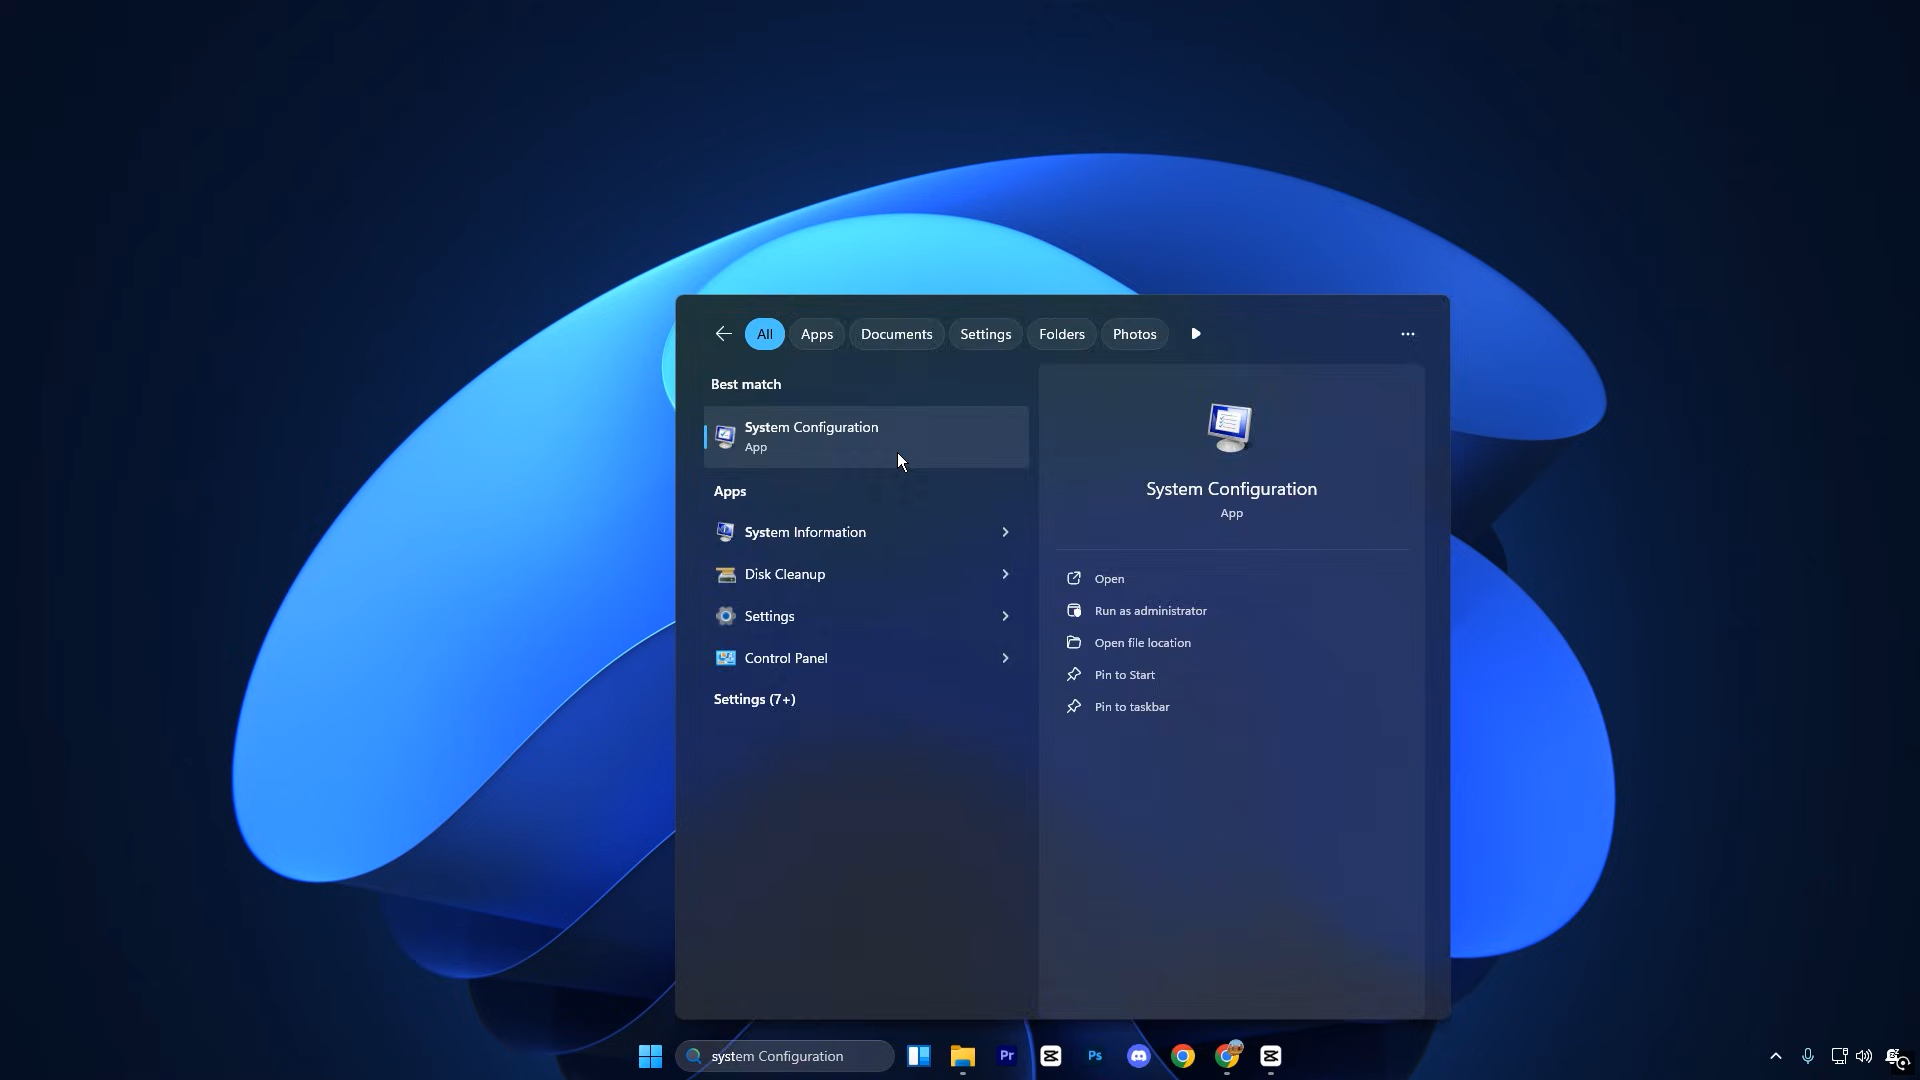 All
Apps
Documents
Settings
Folders
Photos
Best match
System Configuration
App
Apps
System Information
Disk Cleanup
Settings
Control Panel
Settings (7+)
System Configuration
App
Open
Run as administrator
Open file location
Pin to Start
Pin to taskbar
system Configuration
Pr
Ps